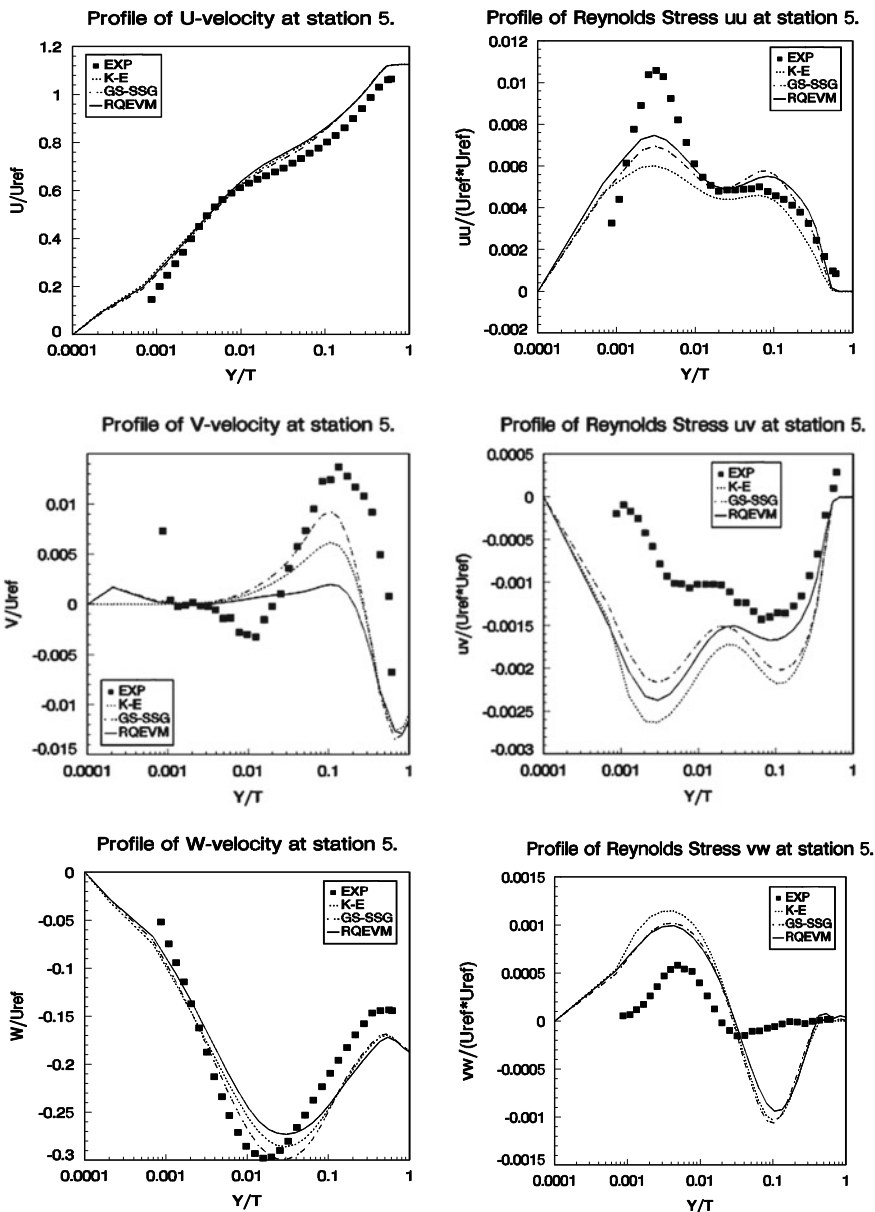 Profile of U-velocity at station 5.
1.2
1
0.8
0.6
0.4
0.2
0
U/Uref
EXP
K-E
GS-SSG
RQEVM
0.0001
0.001
0.01
0.1
1
Y/T
Profile of Reynolds Stress uu at station 5.
0.012
0.01
0.008
0.006
0.004
0.002
0
-0.002
uu/(Uref*Uref)
EXP
K-E
GS-SSG
RQEVM
0.0001
0.001
0.01
0.1
1
Y/T
Profile of V-velocity at station 5.
0.01
0.005
0
-0.005
-0.01
-0.015
V/Uref
EXP
K-E
GS-SSG
RQEVM
0.0001
0.001
0.01
0.1
1
Y/T
Profile of Reynolds Stress uv at station 5.
0.0005
0
-0.0005
-0.001
-0.0015
-0.002
-0.0025
-0.003
uv/(Uref*Uref)
EXP
K-E
GS-SSG
RQEVM
0.0001
0.001
0.01
0.1
1
Y/T
Profile of W-velocity at station 5.
0
-0.05
-0.1
-0.15
-0.2
-0.25
-0.3
W/Uref
EXP
K-E
GS-SSG
RQEVM
0.0001
0.001
0.01
0.1
1
Y/T
Profile of Reynolds Stress vw at station 5.
0.0015
0.001
0.0005
0
-0.0005
-0.001
-0.0015
vw/(Uref*Uref)
EXP
K-E
GS-SSG
RQEVM
0.0001
0.001
0.01
0.1
1
Y/T